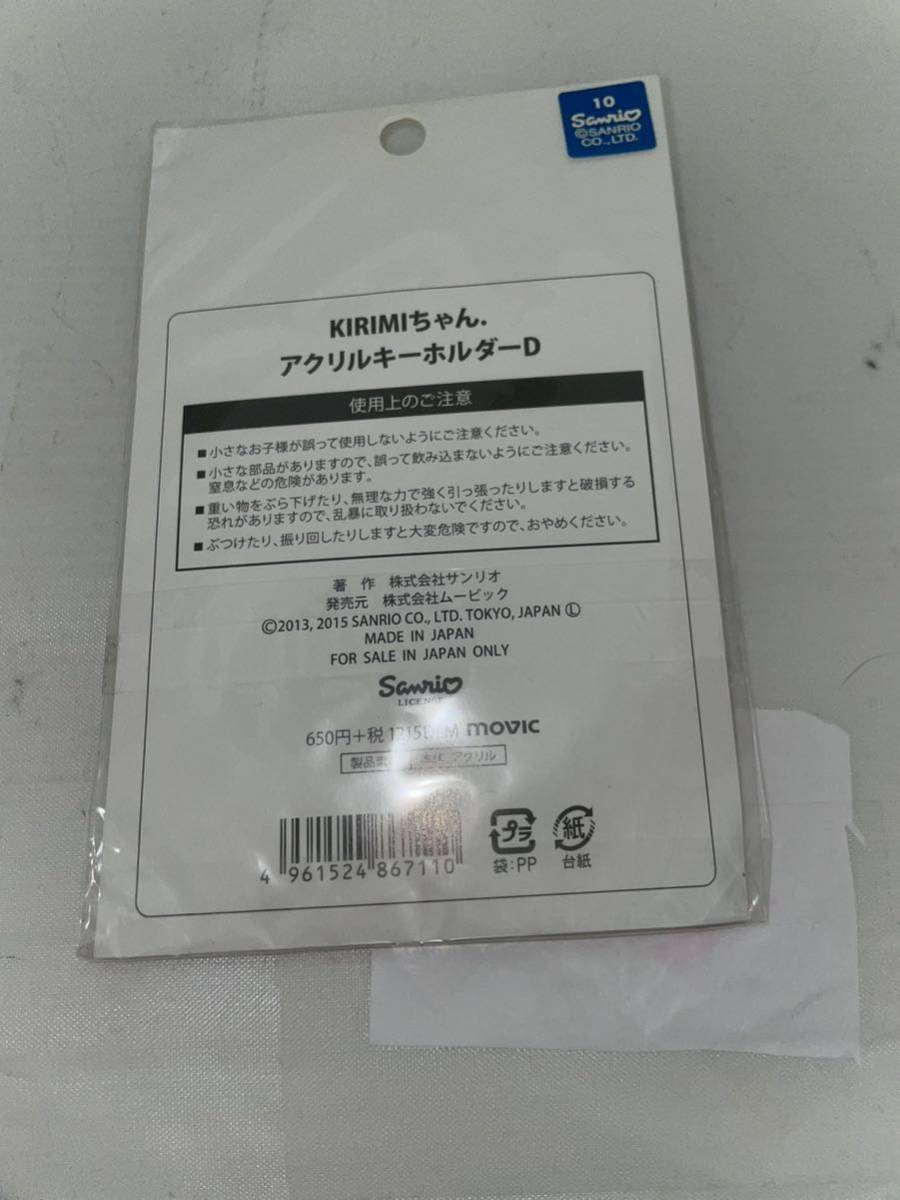 10
Sanrio
©SANRIO
CO.,LTD.
KIRIMIちゃん.
アクリルキーホルダーD
使用上のご注意
■小さなお子様が誤って使用しないようにご注意ください。
■小さな部品がありますので、誤って飲み込まないようにご注意ください。
窒息などの危険があります。
■重い物をぶら下げたり、無理な力で強く引っ張ったりしますと破損する
恐れがありますので、乱暴に取り扱わないでください。
■ぶつけたり、振り回したりしますと大変危険ですので、おやめください。
著 作 株式会社サンリオ
発売元 株式会社ムービック
©2013, 2015 SANRIO CO., LTD. TOKYO, JAPAN Ⓛ
MADE IN JAPAN
FOR SALE IN JAPAN ONLY
Sanrio
LICENSE
650円+税 movic
アクリル
4 961524 867110
プラ
袋:PP
紙
台紙